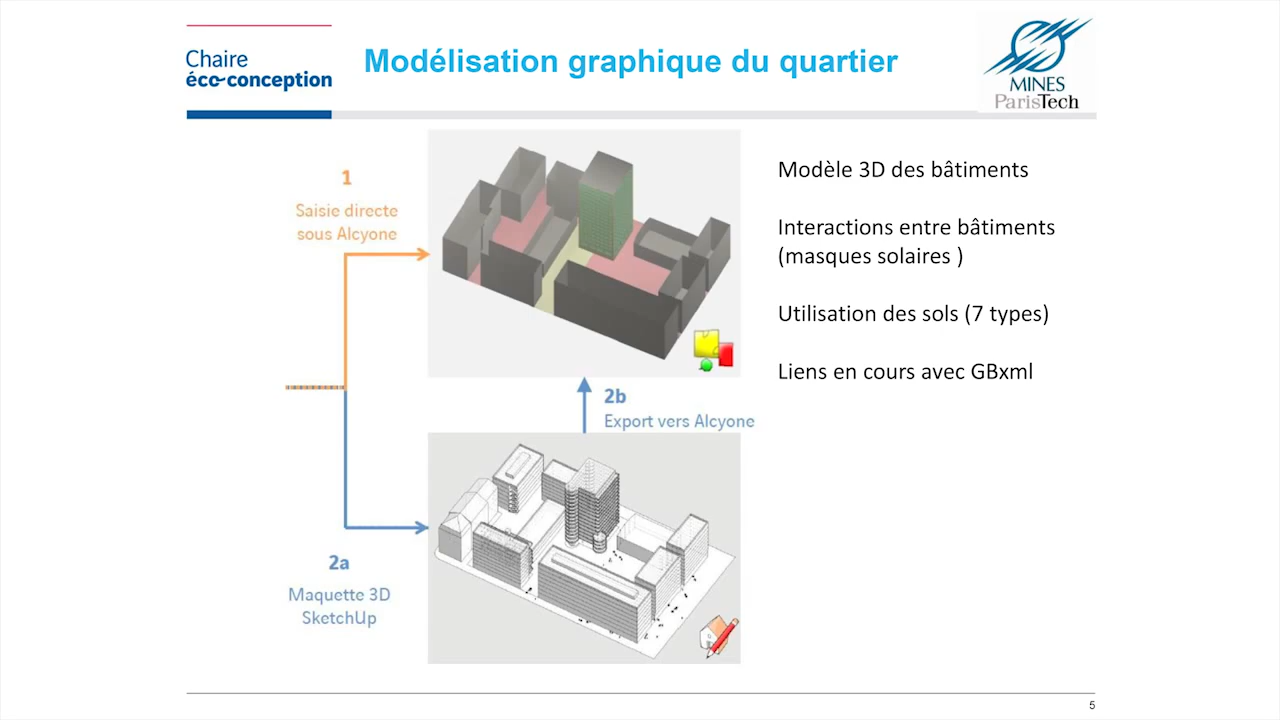 Chaire
éco-conception
Modélisation graphique du quartier
MINES
ParisTech
1
Saisie directe
sous Alcyone
2b
Export vers Alcyone
2a
Maquette 3D
SketchUp
Modèle 3D des bâtiments
Interactions entre bâtiments
(masques solaires )
Utilisation des sols (7 types)
Liens en cours avec GBxml
5